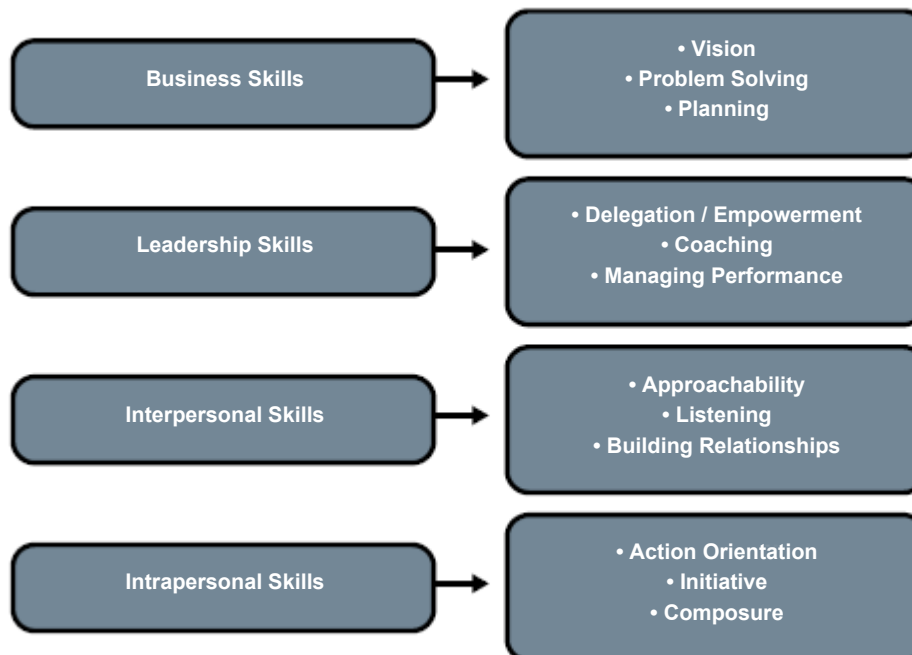 Business Skills
• Vision
• Problem Solving
• Planning
Leadership Skills
• Delegation / Empowerment
• Coaching
• Managing Performance
Interpersonal Skills
• Approachability
• Listening
• Building Relationships
Intrapersonal Skills
• Action Orientation
• Initiative
• Composure